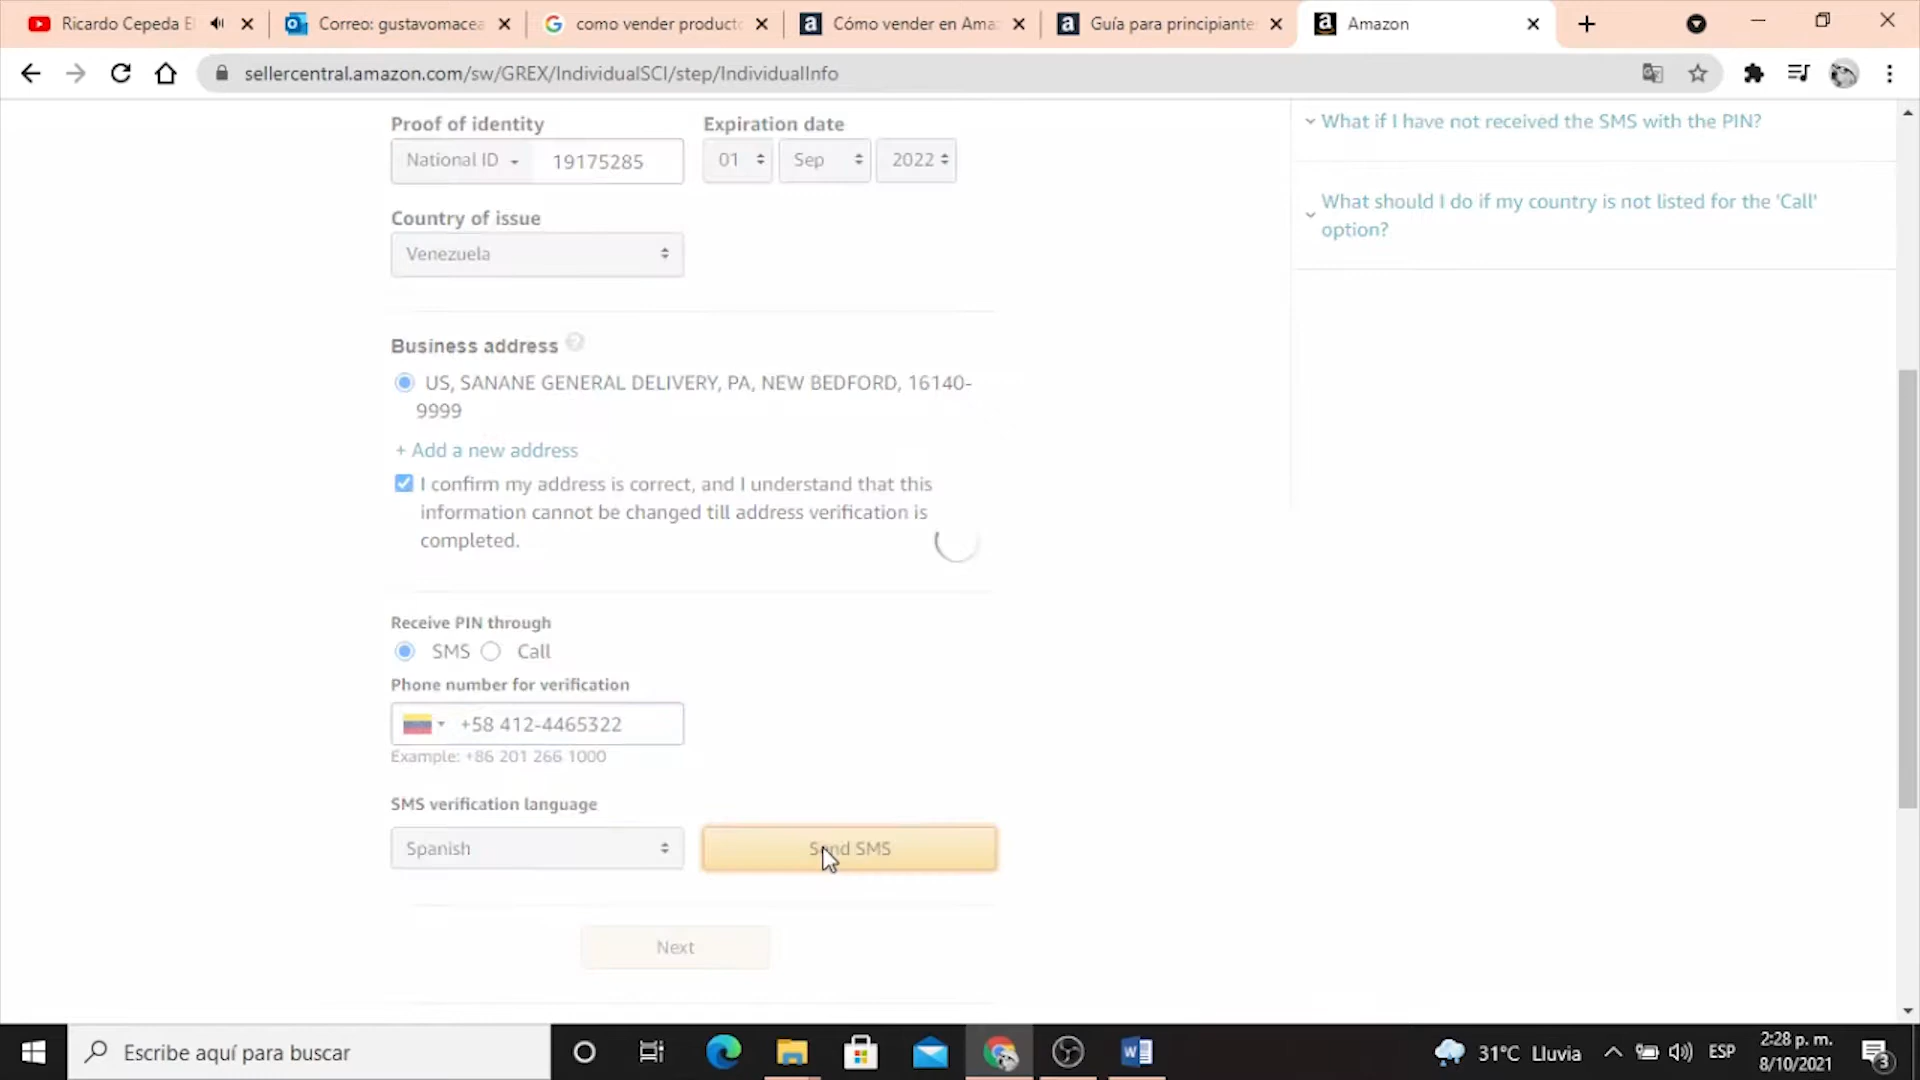 Ricardo Cepeda E
Correo: gustavomacea
como vender producto
Cómo vender en Ama
Guía para principiante
Amazon
sellercentral.amazon.com/sw/GREX/IndividualSCI/step/IndividualInfo
Proof of identity
Expiration date
National ID
19175285
01
Sep
2022
Country of issue
Venezuela
Business address
US, SANANE GENERAL DELIVERY, PA, NEW BEDFORD, 16140-
9999
+ Add a new address
I confirm my address is correct, and I understand that this
information cannot be changed till address verification is
completed.
Receive PIN through
SMS
Call
Phone number for verification
+58 412-4465322
Example: +86 201 266 1000
SMS verification language
Spanish
Send SMS
Next
What if I have not received the SMS with the PIN?
What should I do if my country is not listed for the 'Call'
option?
Escribe aquí para buscar
31°C Lluvia
ESP
2:28 p. m.
8/10/2021
3